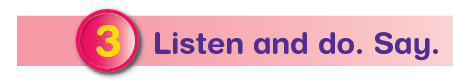 3 Listen and do. Say.